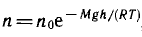 n = n₀e^{−Mgh/(RT)},